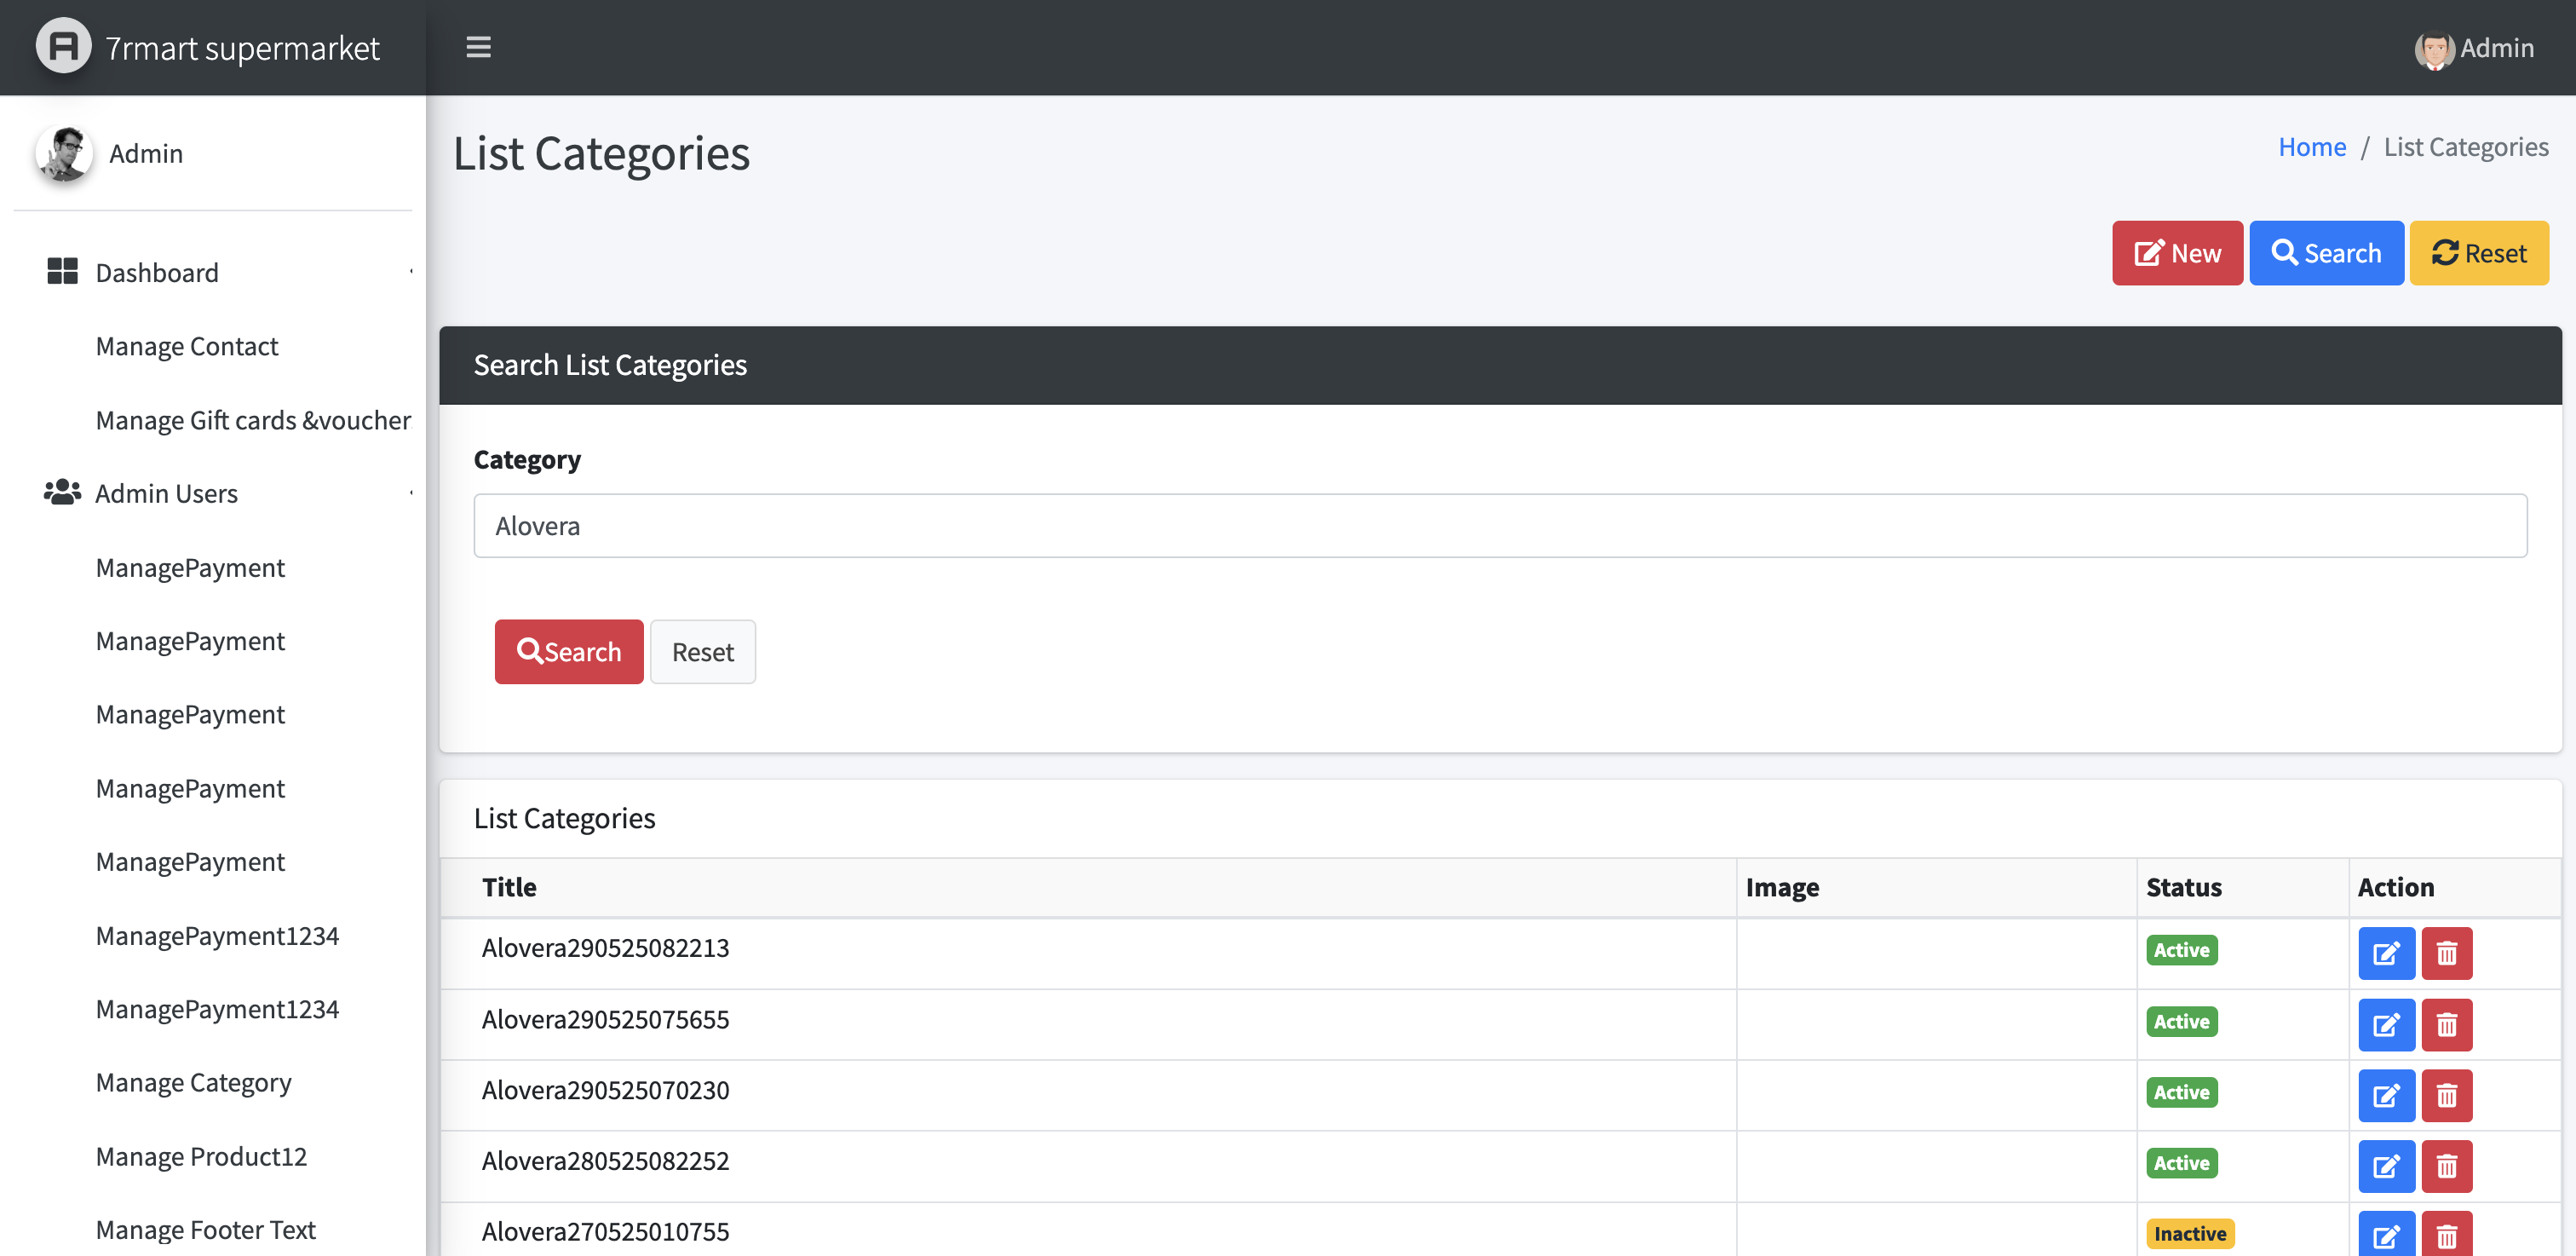 7rmart supermarket
Admin
Admin
Dashboard
Manage Contact
Manage Gift cards &voucher
Admin Users
ManagePayment
ManagePayment
ManagePayment
ManagePayment
ManagePayment
ManagePayment1234
ManagePayment1234
Manage Category
Manage Product12
Manage Footer Text
List Categories
Home / List Categories
New Search Reset
Search List Categories
Category
Alovera
Search Reset
List Categories
Title Image Status Action
Alovera290525082213 Active
Alovera290525075655 Active
Alovera290525070230 Active
Alovera280525082252 Active
Alovera270525010755 Inactive